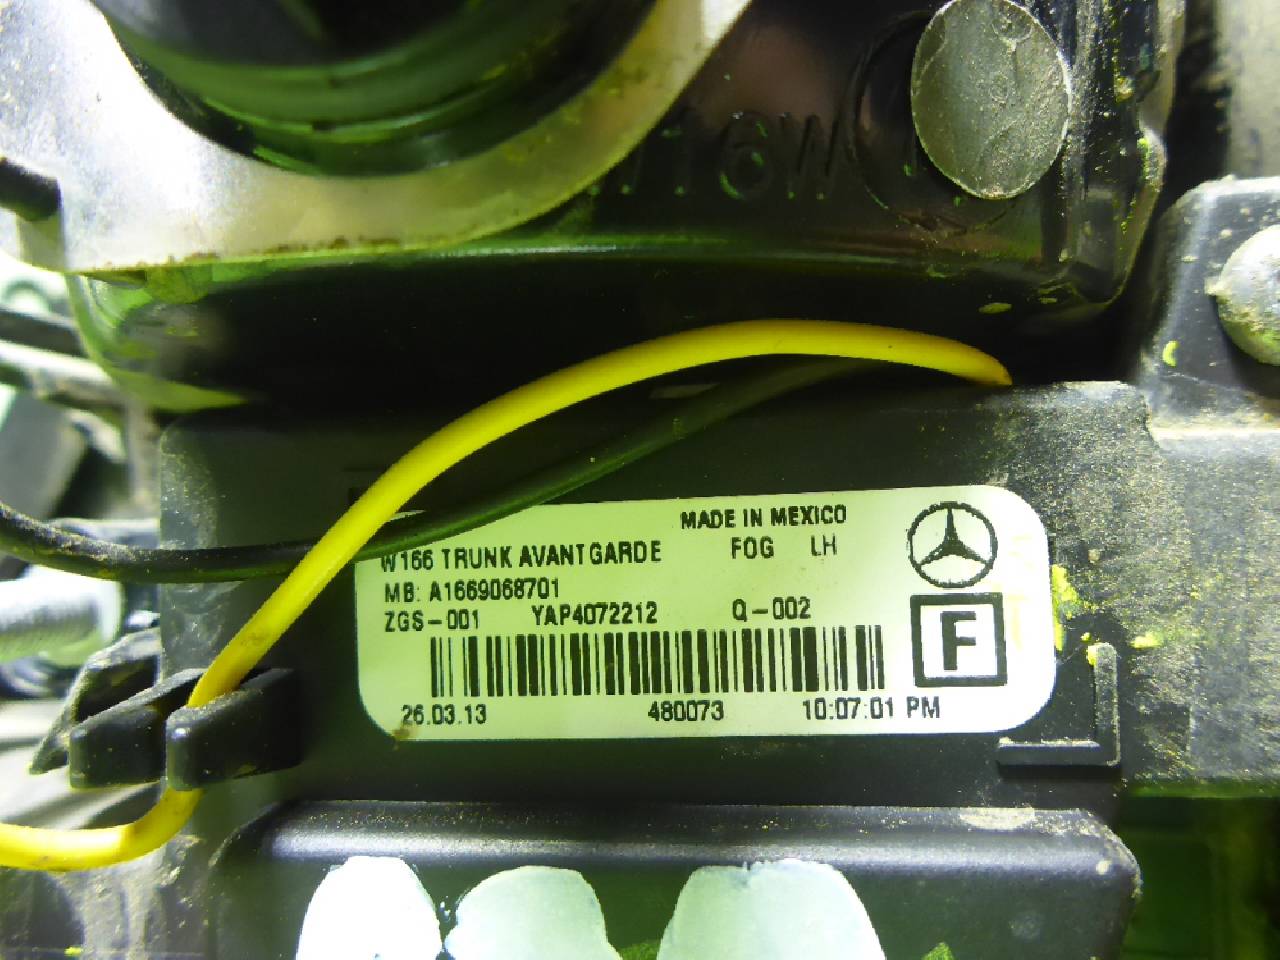 16W
MADE IN MEXICO
W166 TRUNK AVANTGARDE FOG LH
MB: A1669068701
ZGS-001 YAP4072212 Q-002
F
26.03.13 480073 10:07:01 PM